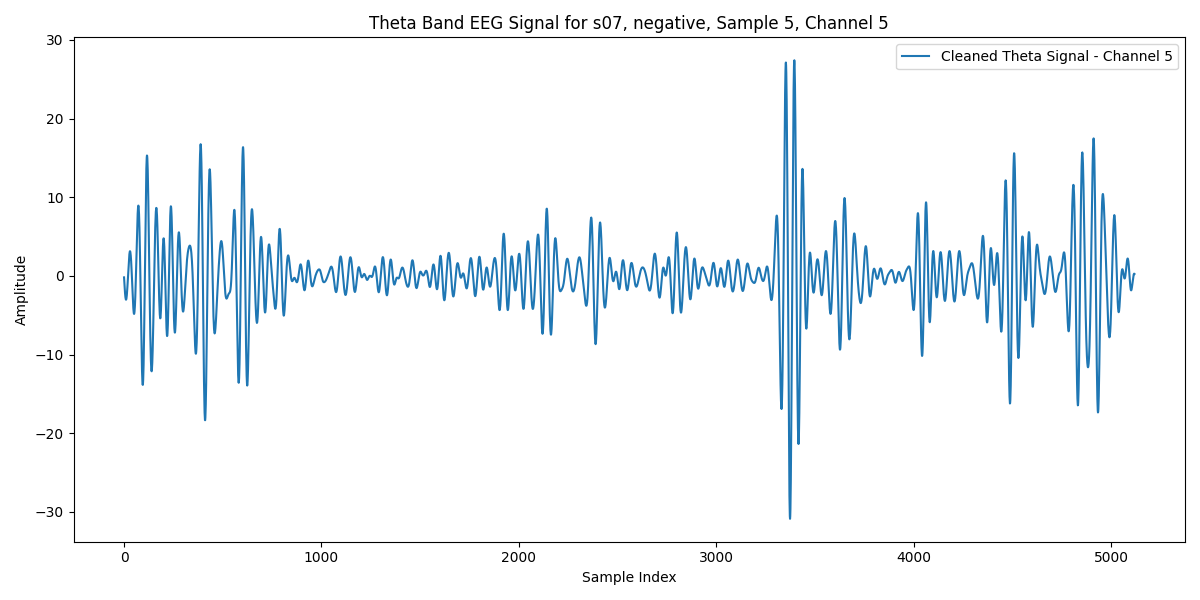 Theta Band EEG Signal for s07, negative, Sample 5, Channel 5
Cleaned Theta Signal - Channel 5
Amplitude
30
20
10
0
−10
−20
−30
0 1000 2000 3000 4000 5000
Sample Index